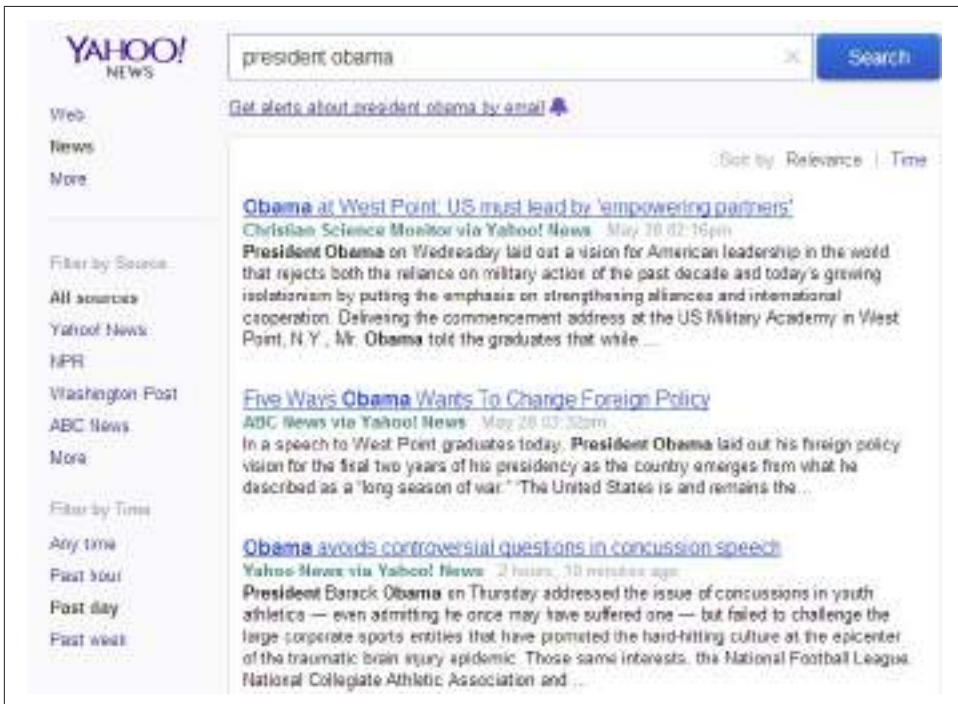 YAHOO!
NEWS
president obama
Search
Get alerts about president obama by email
Web
News
More
Sort by Relevance | Time
Filter by Source
All sources
Yahoo! News
NPR
Washington Post
ABC News
More
Filter by Time
Any time
Past hour
Past day
Past week
Obama at West Point: US must lead by 'empowering partners'
Christian Science Monitor via Yahoo! News May 28 02:16pm
President Obama on Wednesday laid out a vision for American leadership in the world
that rejects both the reliance on military action of the past decade and today's growing
isolationism by putting the emphasis on strengthening alliances and international
cooperation. Delivering the commencement address at the US Military Academy in West
Point, N.Y., Mr. Obama told the graduates that while ...
Five Ways Obama Wants To Change Foreign Policy
ABC News via Yahoo! News May 28 03:32pm
In a speech to West Point graduates today, President Obama laid out his foreign policy
vision for the final two years of his presidency as the country emerges from what he
described as a "long season of war." "The United States is and remains the...
Obama avoids controversial questions in concussion speech
Yahoo News via Yahoo! News 2 hours, 10 minutes ago
President Barack Obama on Thursday addressed the issue of concussions in youth
athletics — even admitting he once may have suffered one — but failed to challenge the
large corporate sports entities that have promoted the hard-hitting culture at the epicenter
of the traumatic brain injury epidemic. Those same interests, the National Football League,
National Collegiate Athletic Association and ...